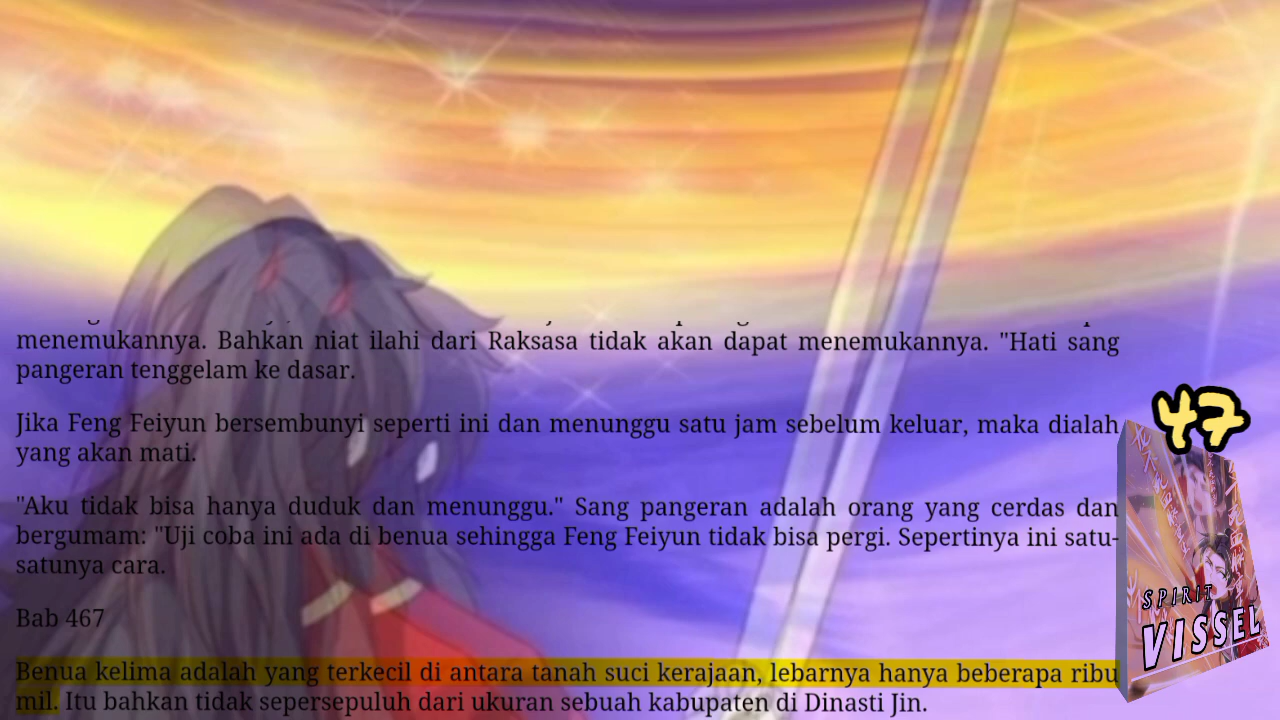 menemukannya. Bahkan niat ilahi dari Raksasa tidak akan dapat menemukannya. "Hati sang
pangeran tenggelam ke dasar.
Jika Feng Feiyun bersembunyi seperti ini dan menunggu satu jam sebelum keluar, maka dialah
yang akan mati.
"Aku tidak bisa hanya duduk dan menunggu." Sang pangeran adalah orang yang cerdas dan
bergumam: "Uji coba ini ada di benua sehingga Feng Feiyun tidak bisa pergi. Sepertinya ini satu-
satunya cara.
Bab 467
Benua kelima adalah yang terkecil di antara tanah suci kerajaan, lebarnya hanya beberapa ribu
mil. Itu bahkan tidak sepersepuluh dari ukuran sebuah kabupaten di Dinasti Jin.
47
SPIRIT
VISSEL